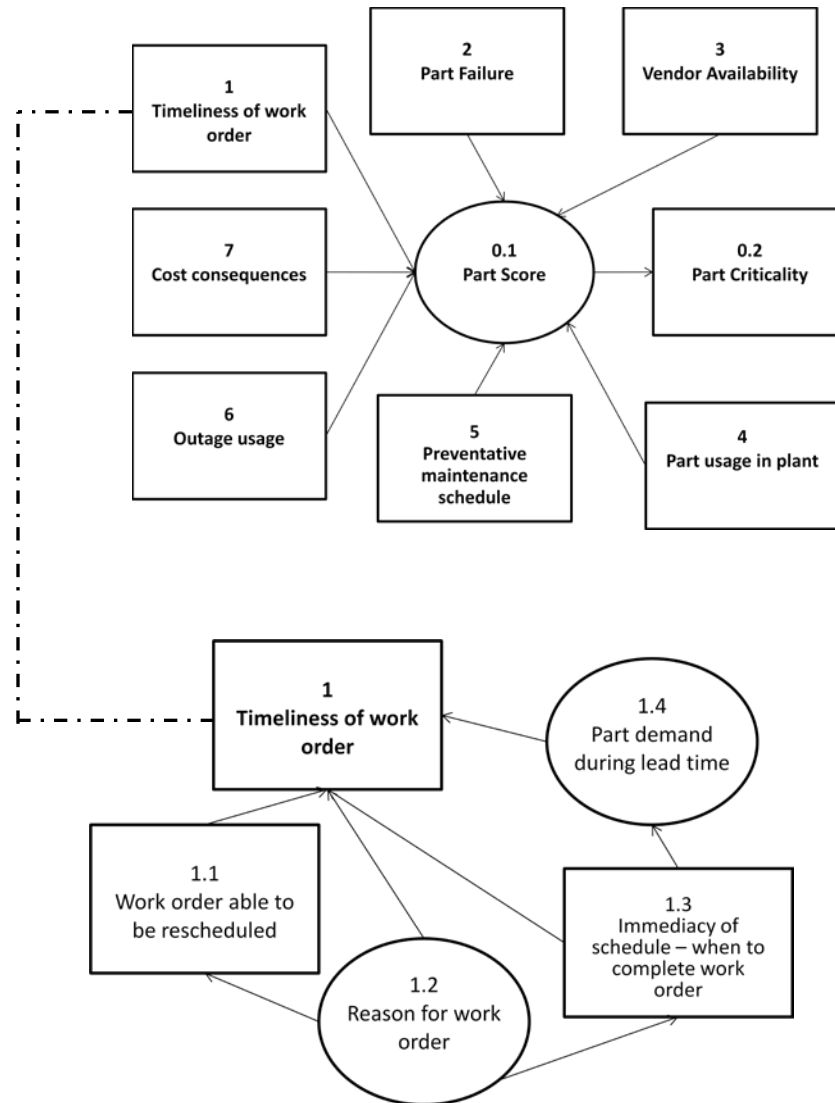 1
Timeliness of work
order
2
Part Failure
3
Vendor Availability
7
Cost consequences
0.1
Part Score
0.2
Part Criticality
6
Outage usage
5
Preventative
maintenance
schedule
4
Part usage in plant
1
Timeliness of work
order
1.4
Part demand
during lead time
1.1
Work order able to
be rescheduled
1.2
Reason for work
order
1.3
Immediacy of
schedule – when to
complete work
order